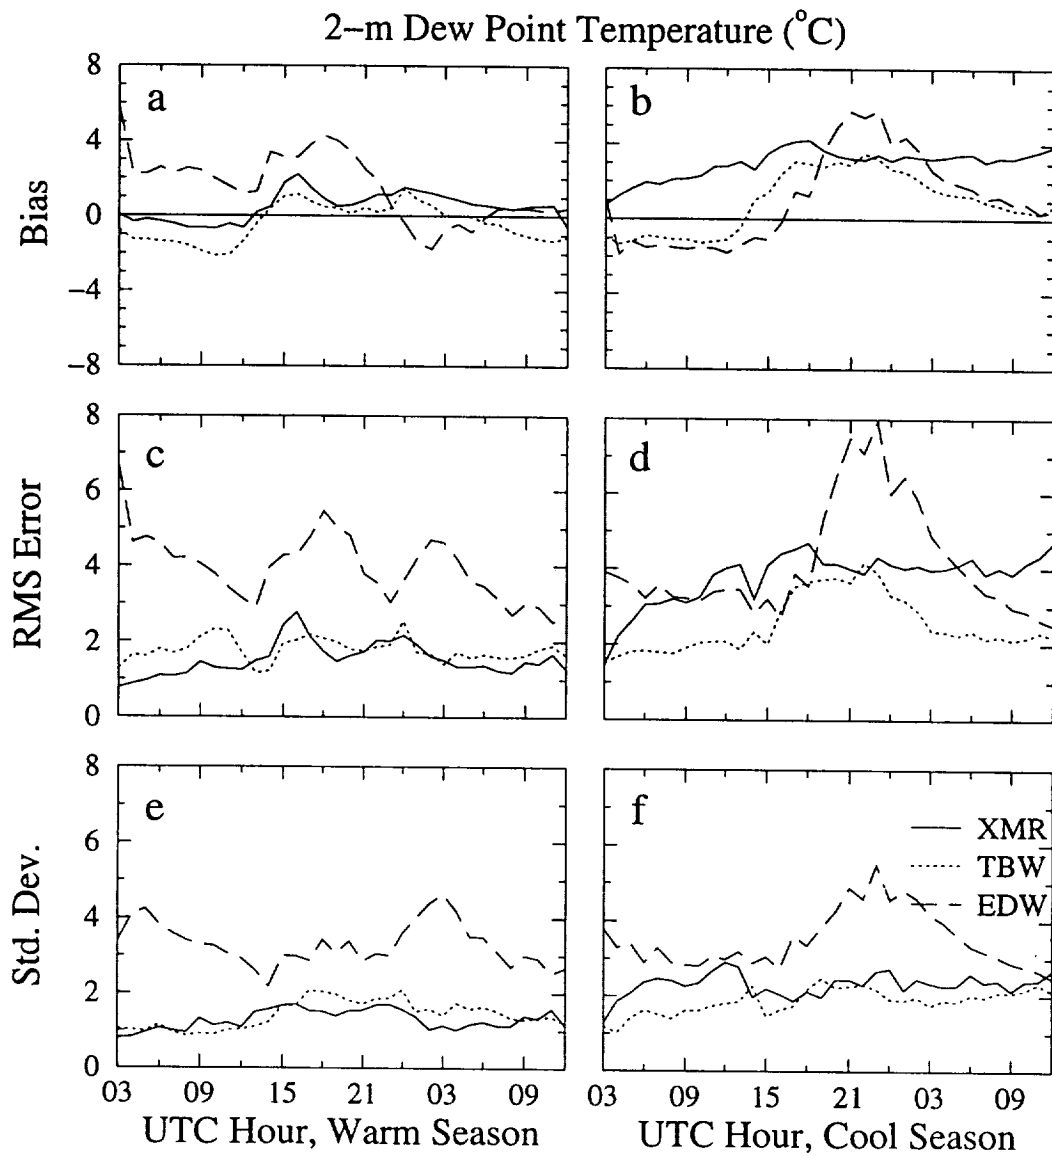 2–m Dew Point Temperature (°C)
Bias
8
4
0
−4
−8
a
b
RMS Error
8
6
4
2
0
c
d
Std. Dev.
8
6
4
2
0
e
f
XMR
TBW
EDW
03 09 15 21 03 09
03 09 15 21 03 09
UTC Hour, Warm Season
UTC Hour, Cool Season